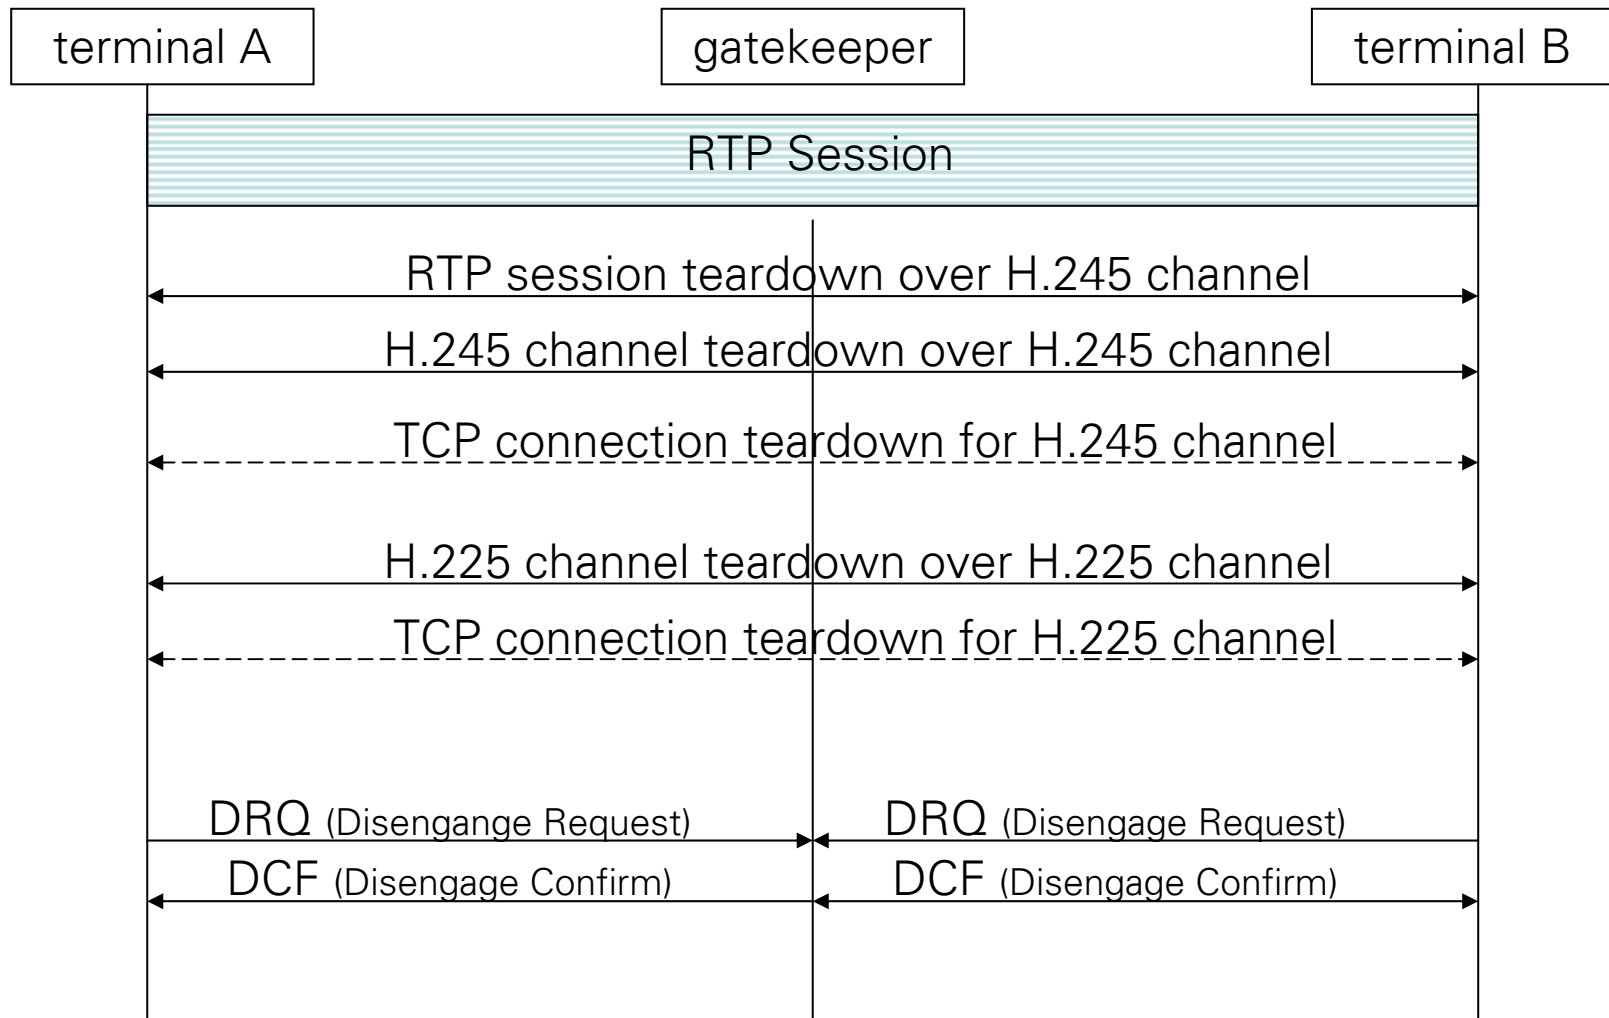 terminal A
gatekeeper
terminal B
RTP Session
RTP session teardown over H.245 channel
H.245 channel teardown over H.245 channel
TCP connection teardown for H.245 channel
H.225 channel teardown over H.225 channel
TCP connection teardown for H.225 channel
DRQ (Disengange Request)
DRQ (Disengage Request)
DCF (Disengage Confirm)
DCF (Disengage Confirm)